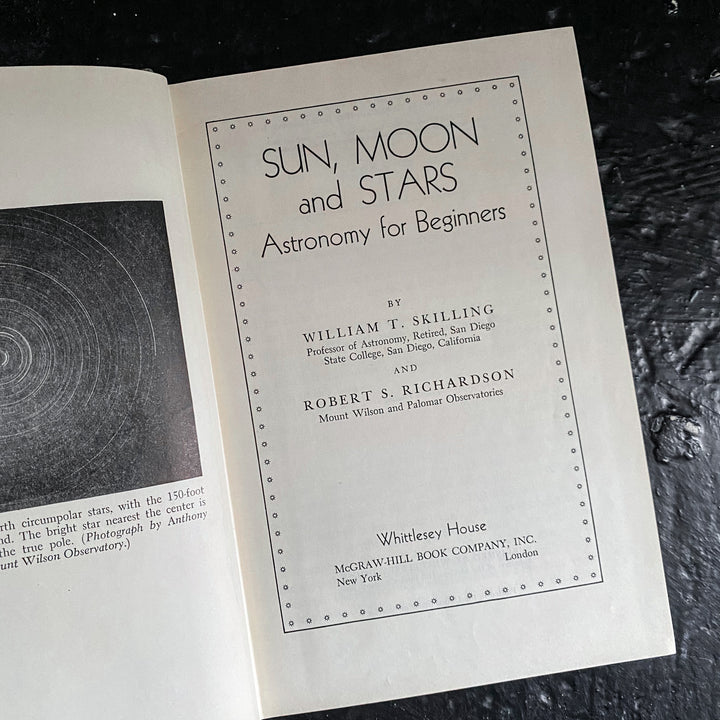 rth circumpolar stars, with the 150-foot
nd. The bright star nearest the center is
the true pole. (Photograph by Anthony
unt Wilson Observatory.)
SUN, MOON
and STARS
Astronomy for Beginners
BY
WILLIAM T. SKILLING
Professor of Astronomy, Retired, San Diego
State College, San Diego, California
AND
ROBERT S. RICHARDSON
Mount Wilson and Palomar Observatories
Whittlesey House
McGRAW-HILL BOOK COMPANY, INC.
New York London